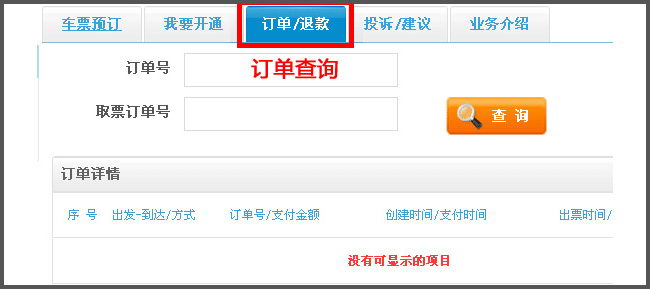 车票预订 我要开通 订单/退款 投诉/建议 业务介绍
订单号 订单查询
取票订单号 查 询
订单详情
序 号 出发-到达/方式 订单号/支付金额 创建时间/支付时间 出票时间/
没有可显示的项目